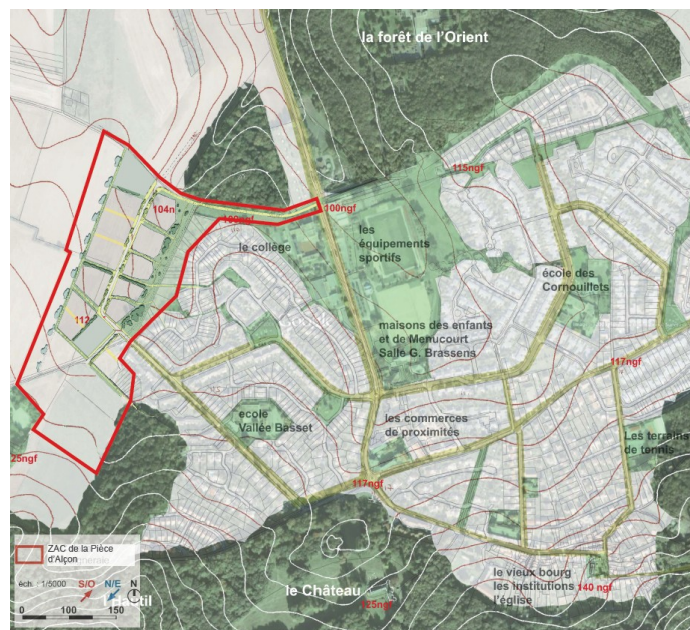 la forêt de l'Orient
115ngf
104n
100ngf
100ngf
les
équipements
sportifs
le collège
école des
Cornouillets
112
maisons des enfants
et de Menucourt
Salle G. Brassens
117ngf
ecole
Vallée Basset
les commerces
de proximités
Les terrains
de tennis
25ngf
117ngf
ZAC de la Pièce
d'Alçon
éch. : 1/5000
S/O
N/E
N
0
100
150
le Château
125ngf
le vieux bourg
les institutions
l'église
140 ngf